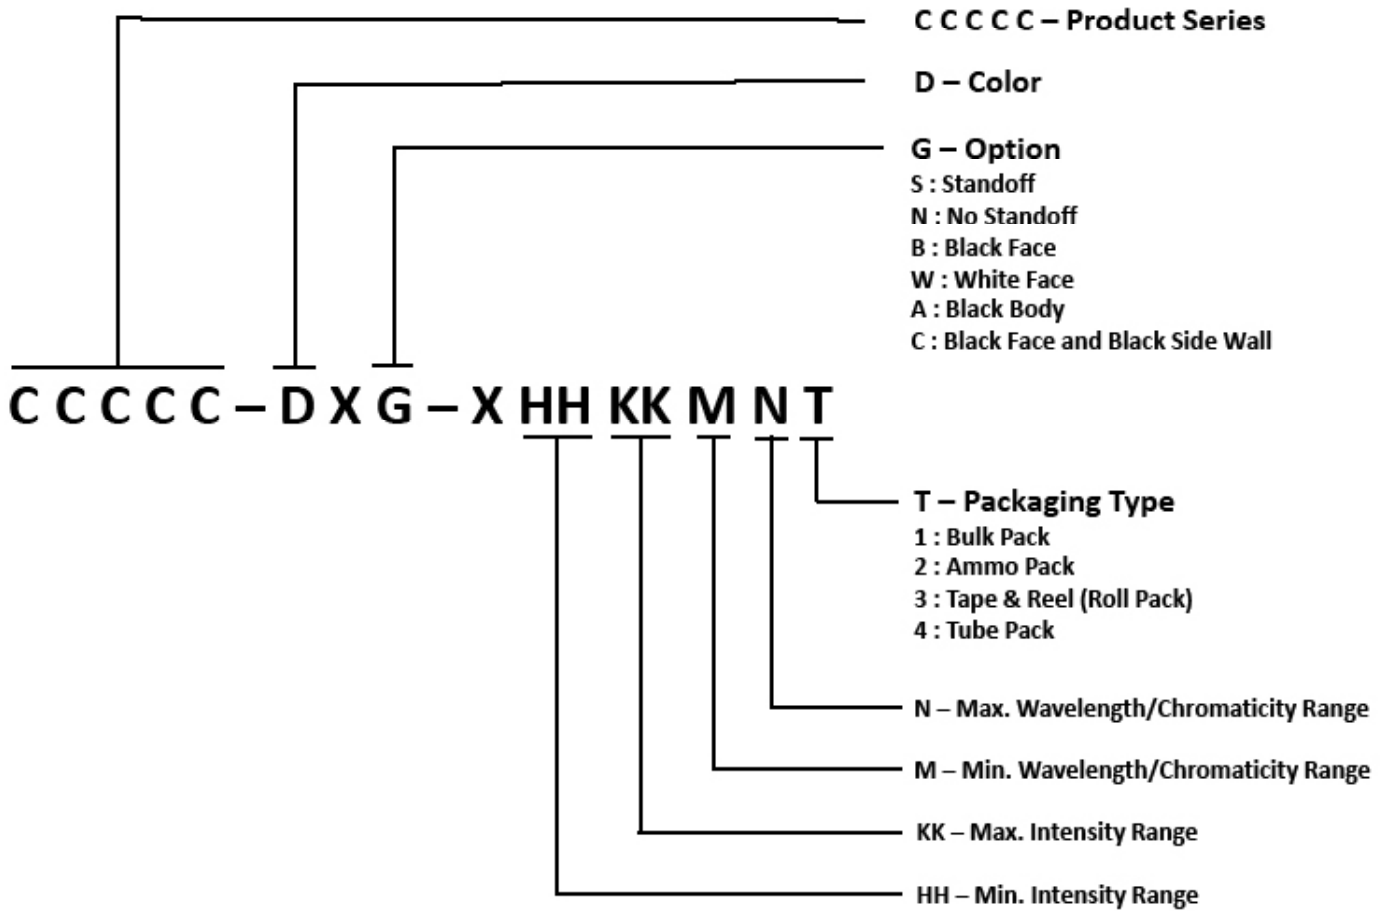 C C C C C – Product Series
D – Color
G – Option
S : Standoff
N : No Standoff
B : Black Face
W : White Face
A : Black Body
C : Black Face and Black Side Wall
C C C C C – D X G – X HH KK M N T
T – Packaging Type
1 : Bulk Pack
2 : Ammo Pack
3 : Tape & Reel (Roll Pack)
4 : Tube Pack
N – Max. Wavelength/Chromaticity Range
M – Min. Wavelength/Chromaticity Range
KK – Max. Intensity Range
HH – Min. Intensity Range